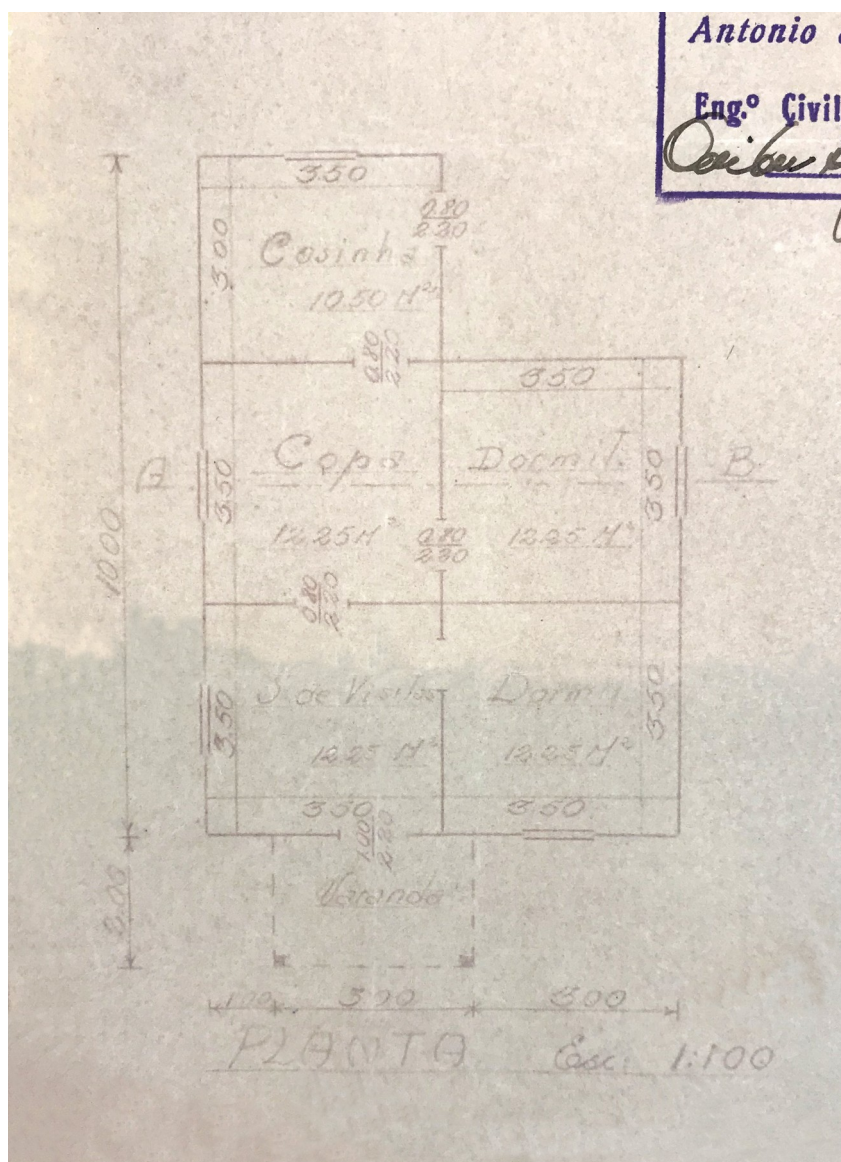 Antonio
Eng.º Civil
3.50
0.80
2.20
3.00
Cosinha
10.50 M²
0.80
2.20
3.50
A
3.50
Copa
Dormit.
3.50
B
12.25 M²
0.80
2.20
12.25 M²
10.00
0.80
2.20
3.50
S. de Visitas
Dormit.
3.50
12.25 M²
12.25 M²
3.50
3.50
1.00
2.20
Varanda
2.00
1.00
3.00
3.00
PLANTA
Esc. 1:100